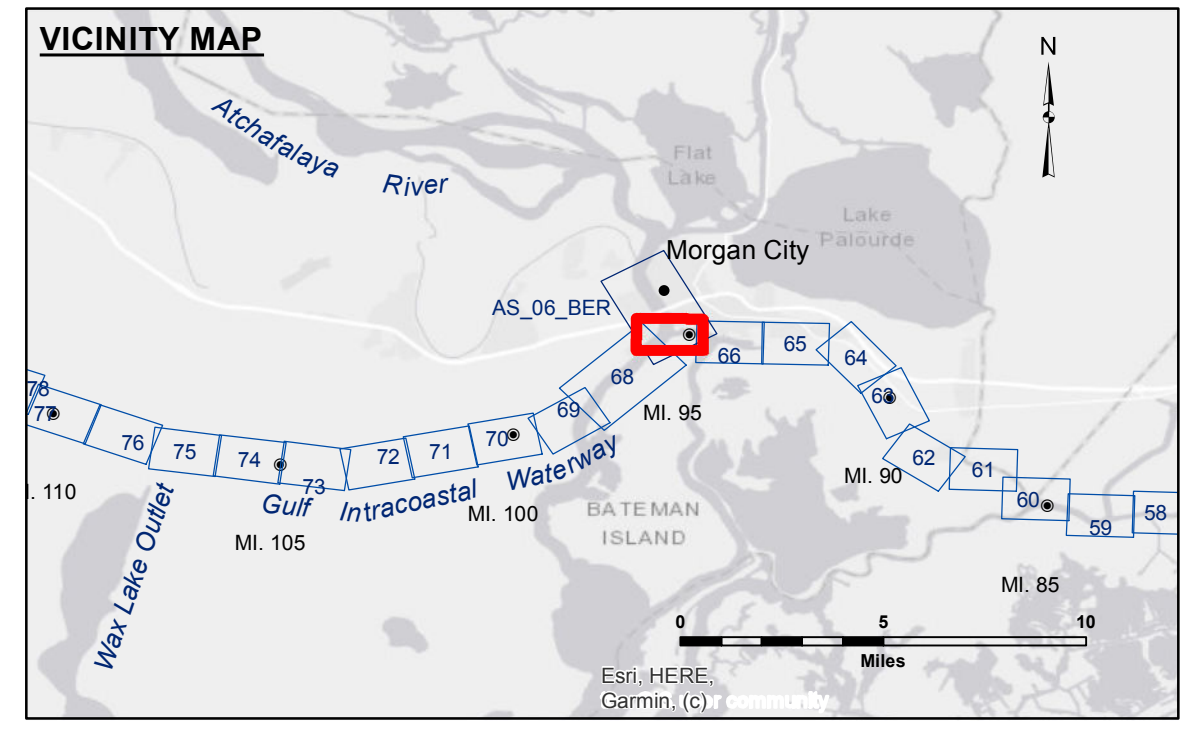 VICINITY MAP
N
Atchafalaya
River
Flat
Lake
Lake
Palourde
Morgan City
AS_06_BER
66
65
64
63
68
69
MI. 95
78
77
76
75
74
73
72
71
70
62
61
60
59
58
MI. 90
Gulf
Intracoastal
Waterway
MI. 100
I. 110
MI. 105
BATEMAN
ISLAND
Wax Lake Outlet
MI. 85
0
5
10
Miles
Esri, HERE,
Garmin, (c) r community